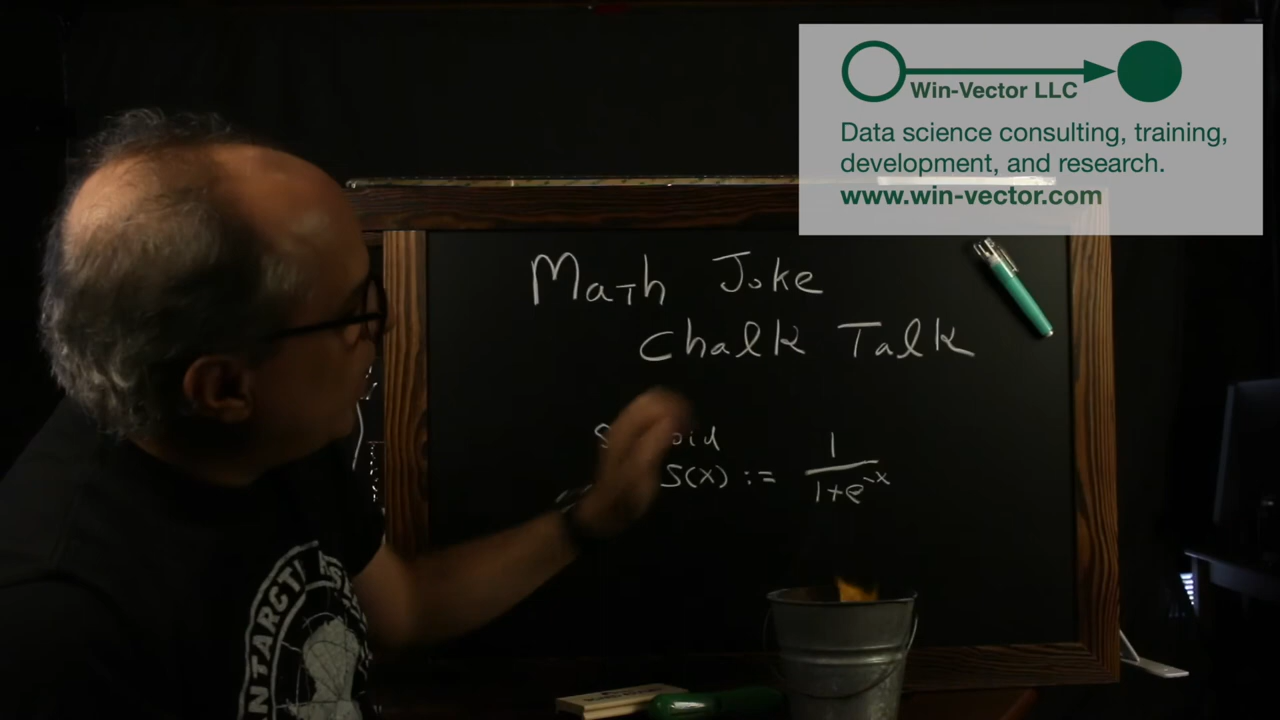 Win-Vector LLC
Data science consulting, training,
development, and research.
www.win-vector.com
Math Joke
Chalk Talk
S(x) := 1/1+e^-x
ANTARCTI